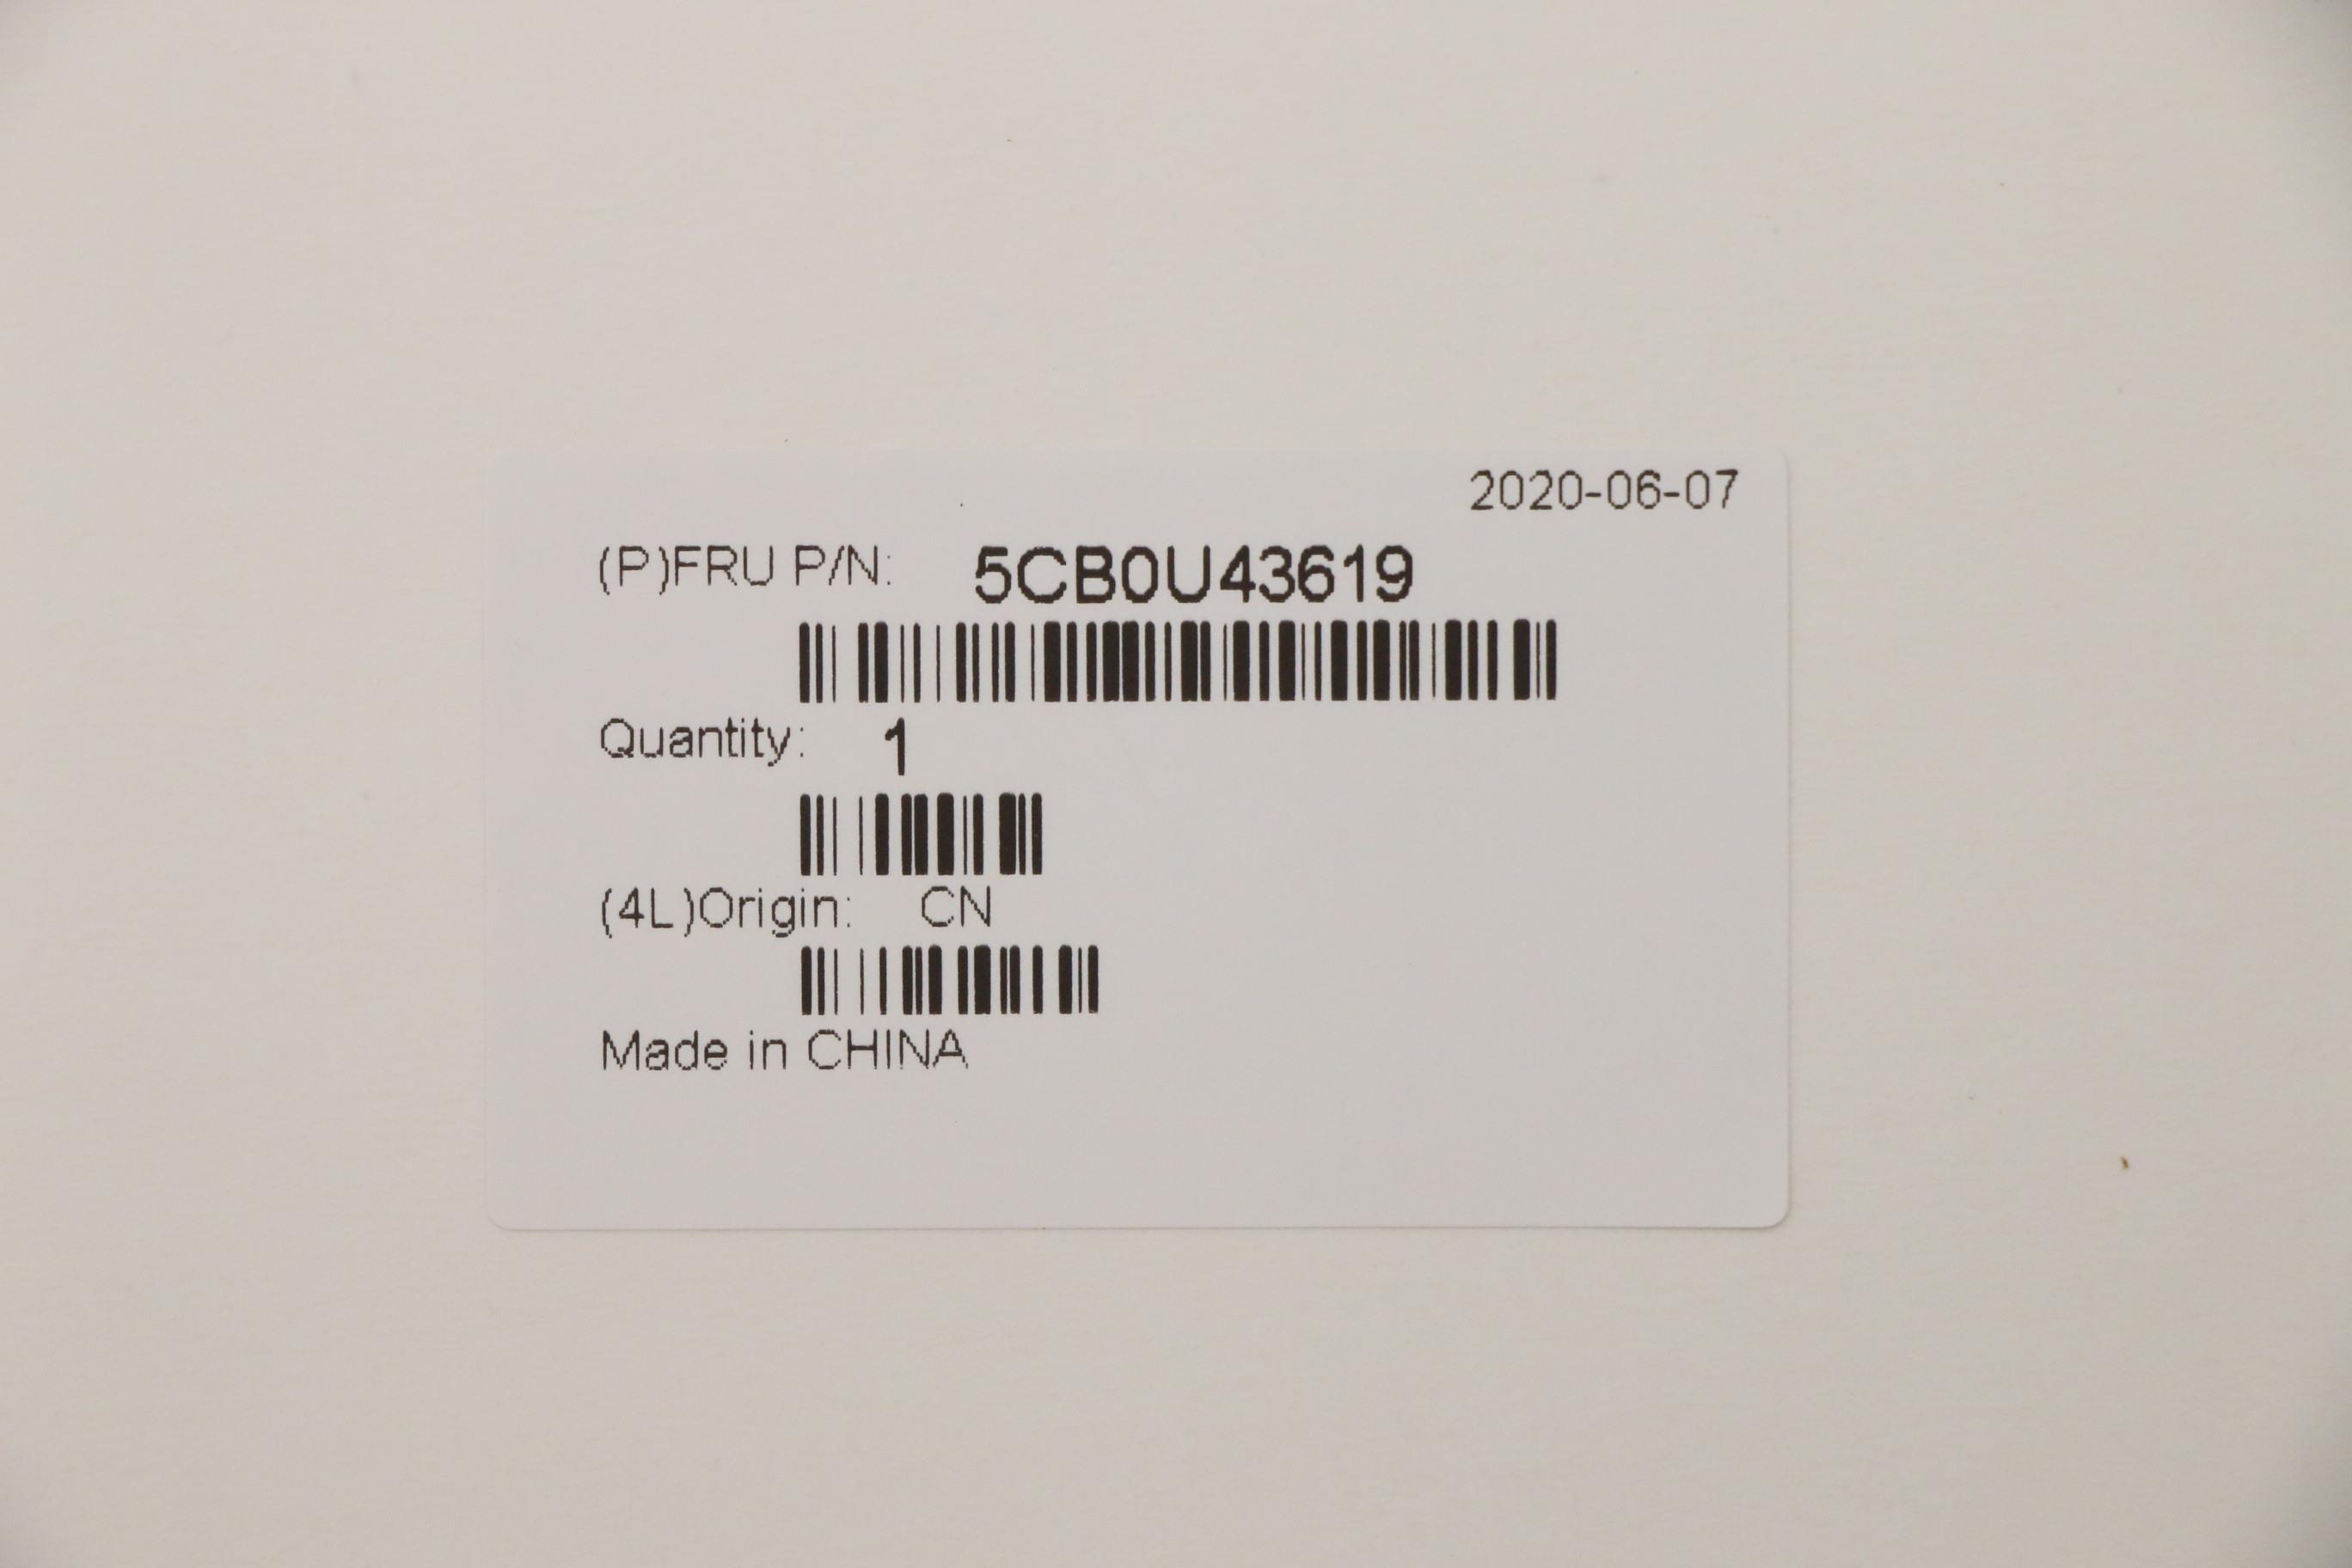 2020-06-07
(P)FRU P/N: 5CB0U43619
Quantity: 1
(4L)Origin: CN
Made in CHINA